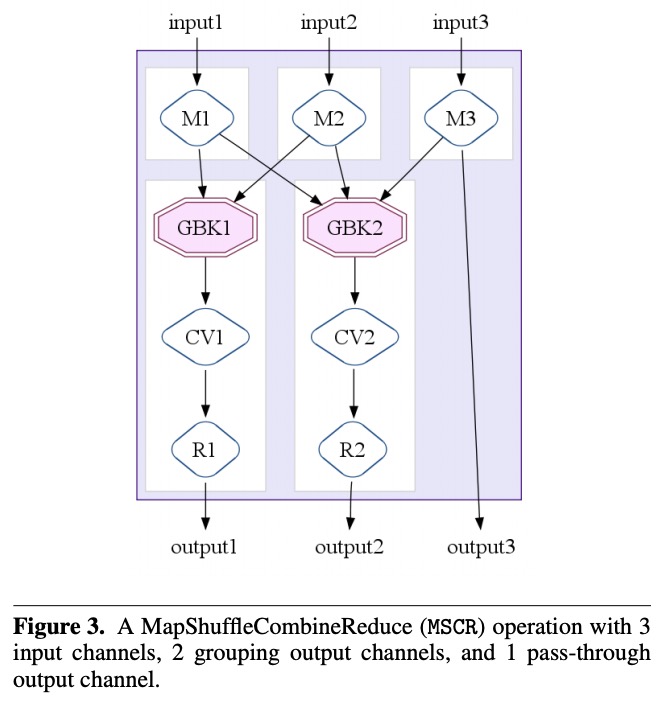 input1 input2 input3
M1 M2 M3
GBK1 GBK2
CV1 CV2
R1 R2
output1 output2 output3
Figure 3. A MapShuffleCombineReduce (MSCR) operation with 3
input channels, 2 grouping output channels, and 1 pass-through
output channel.